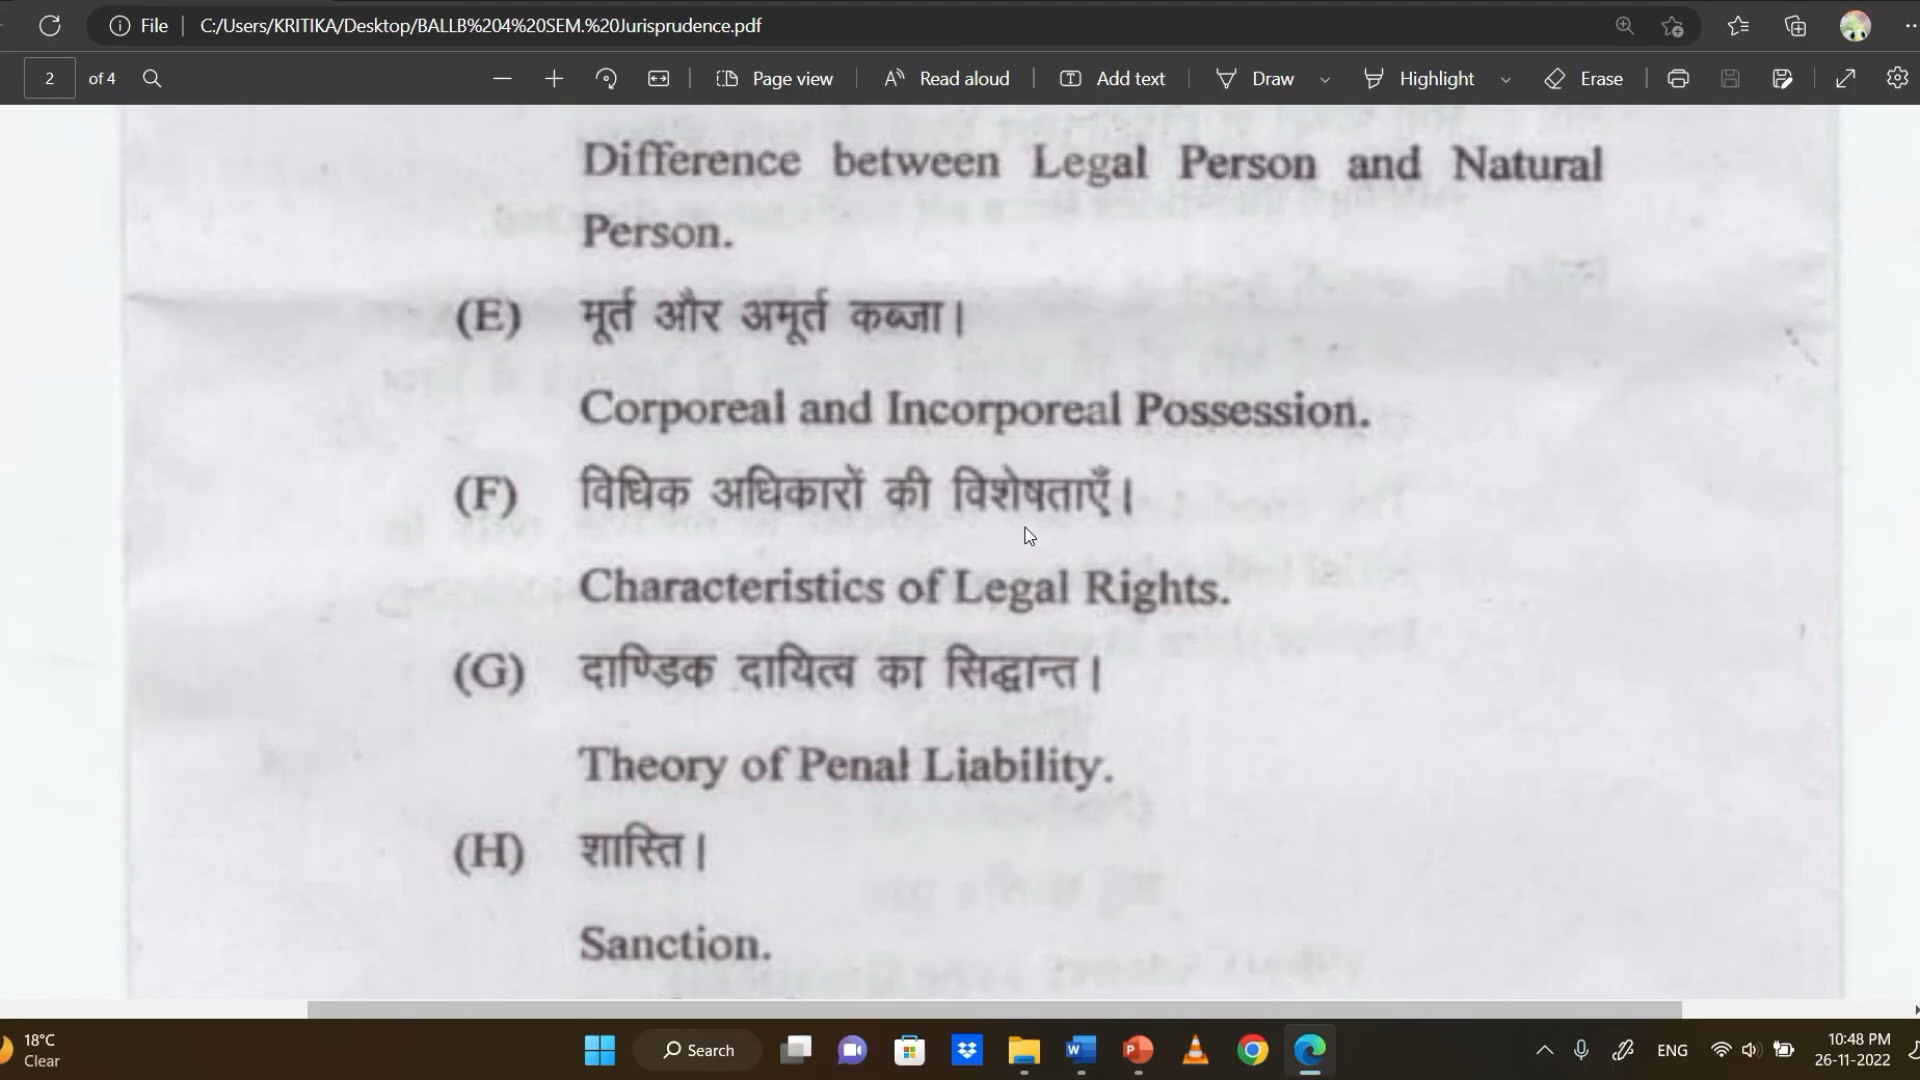 File
C:/Users/KRITIKA/Desktop/BALLB%204%20SEM.%20Jurisprudence.pdf
2 of 4
Page view
Read aloud
Add text
Draw
Highlight
Erase
Difference between Legal Person and Natural
Person.
(E) मूर्त और अमूर्त कब्जा।
Corporeal and Incorporeal Possession.
(F) विधिक अधिकारों की विशेषताएँ।
Characteristics of Legal Rights.
(G) दाण्डिक दायित्व का सिद्धान्त।
Theory of Penal Liability.
(H) शास्ति।
Sanction.
18°C
Clear
Search
ENG
10:48 PM
26-11-2022